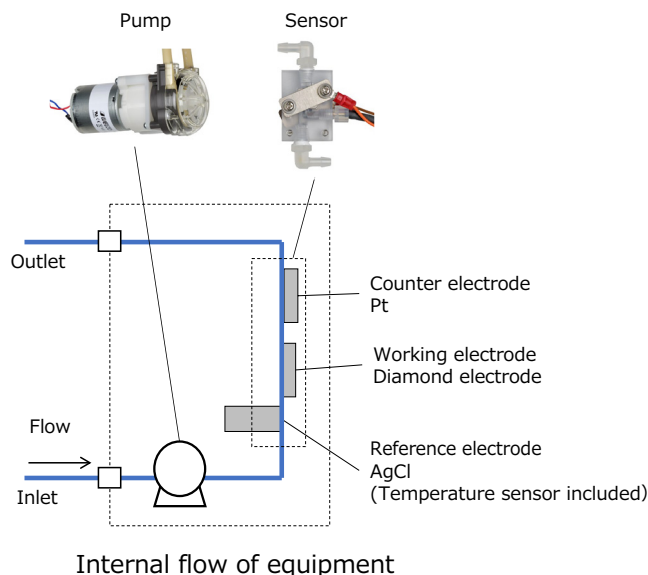 Pump
Sensor
Outlet
Counter electrode
Pt
Working electrode
Diamond electrode
Flow
Reference electrode
AgCl
(Temperature sensor included)
Inlet
Internal flow of equipment